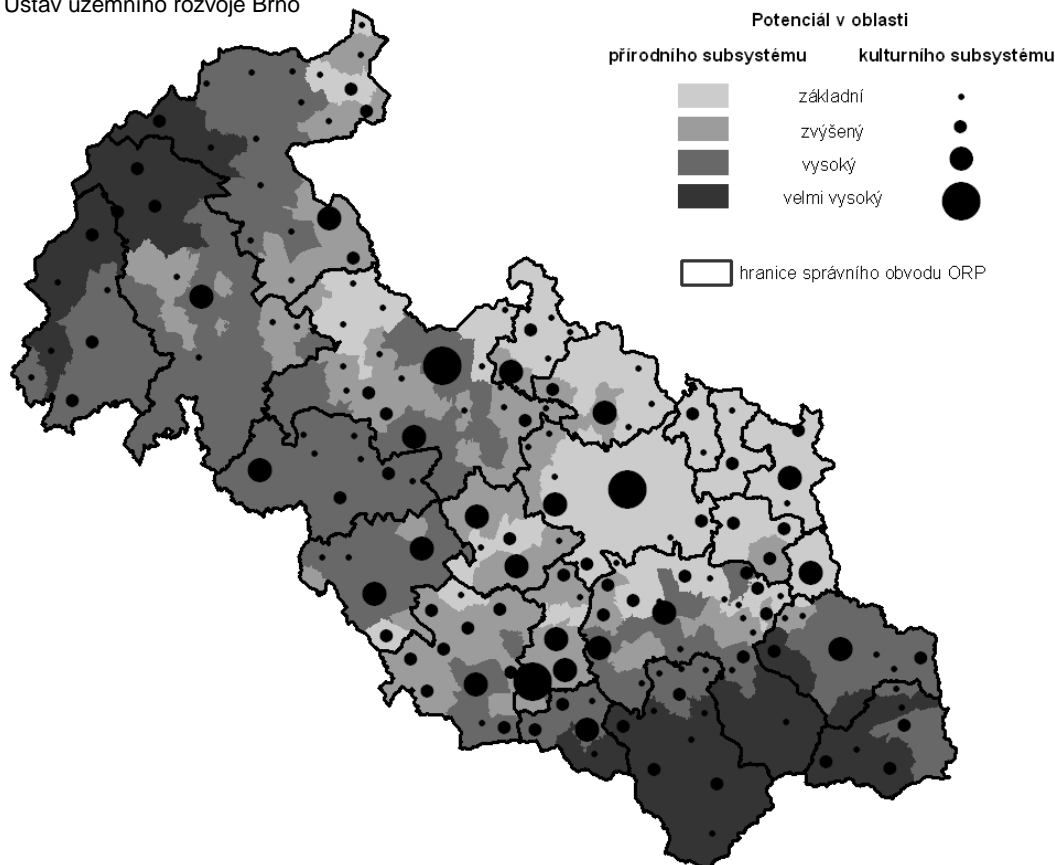 Ústav územního rozvoje Brno
Potenciál v oblasti
přírodního subsystému kulturního subsystému
základní
zvýšený
vysoký
velmi vysoký
hranice správního obvodu ORP